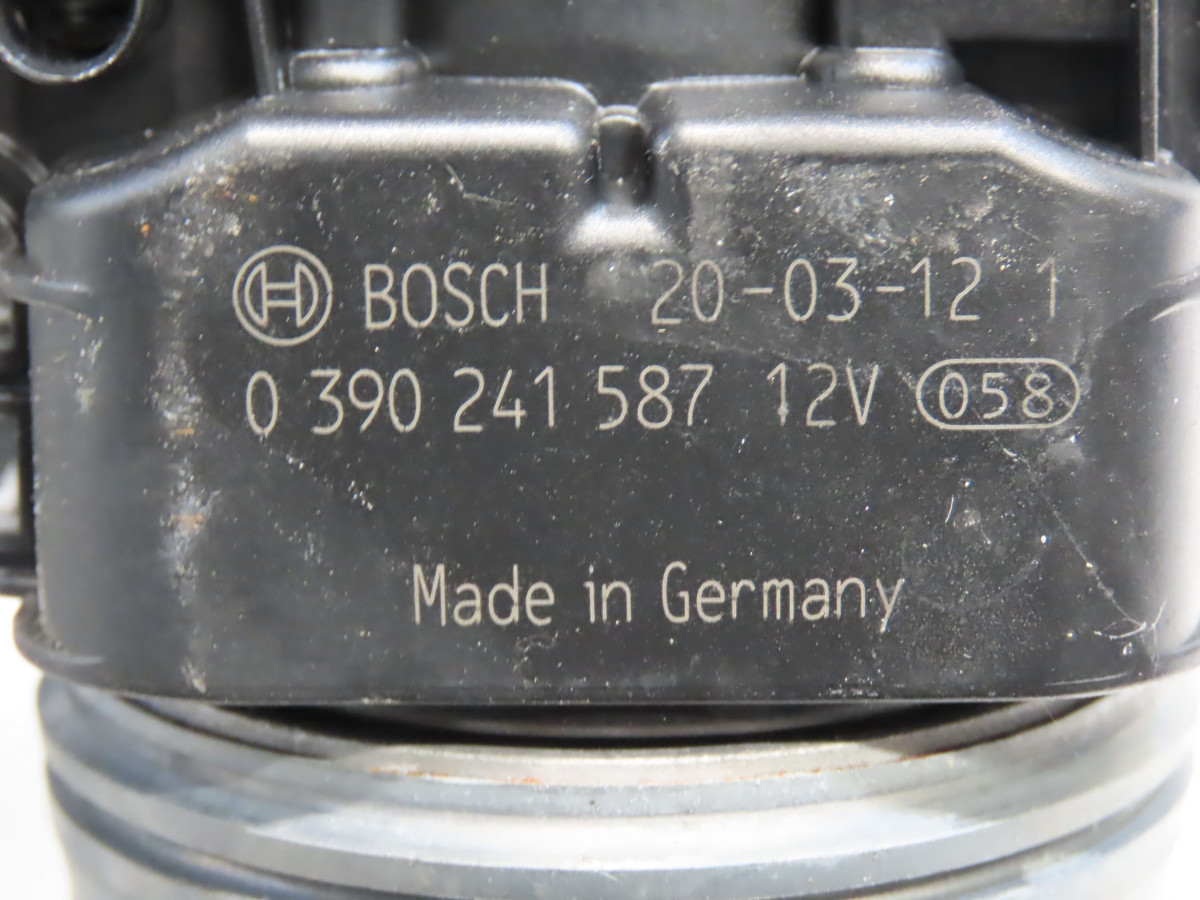 BOSCH 20-03-12 1
0 390 241 587 12V 058
Made in Germany